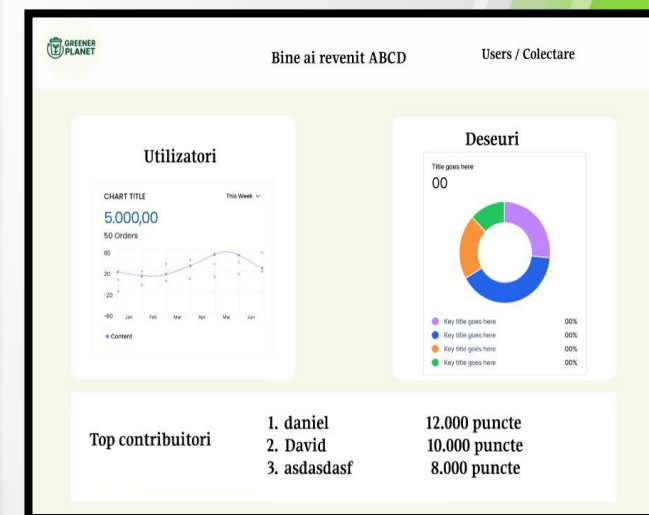 GREENER
PLANET
Bine ai revenit ABCD
Users / Colectare
Utilizatori
CHART TITLE
This Week
5.000,00
50 Orders
60
20
-20
-60
Jan Feb Mar Apr Mai Jun
Content
Deseuri
Title goes here
00
Key title goes here 00%
Key title goes here 00%
Key title goes here 00%
Key title goes here 00%
Top contribuitori
1. daniel 12.000 puncte
2. David 10.000 puncte
3. asdasdasf 8.000 puncte